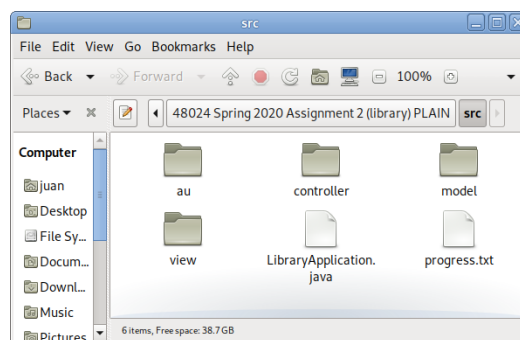 src
File Edit View Go Bookmarks Help
Back Forward 100%
Places 48024 Spring 2020 Assignment 2 (library) PLAIN src
Computer
juan
Desktop
File Sy...
Docum...
Downl...
Music
Pictures
au controller model
view LibraryApplication. progress.txt
java
6 items, Free space: 38.7 GB